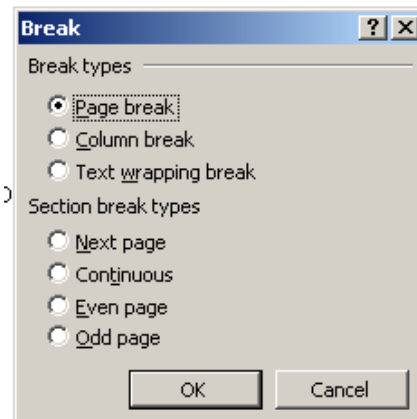 Break
Break types
Page break
Column break
Text wrapping break
Section break types
Next page
Continuous
Even page
Odd page
OK Cancel